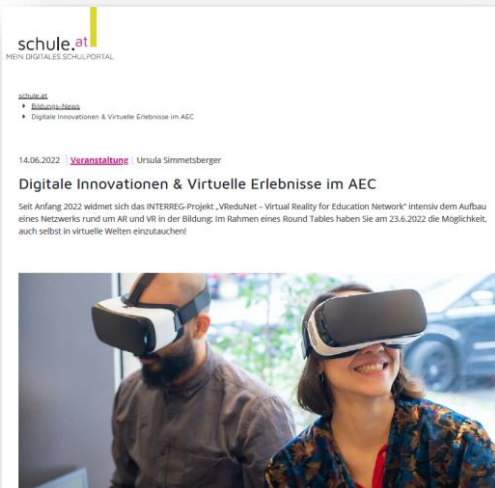 schule.at
MEIN DIGITALES SCHULPORTAL
schule.at
Bildungs-News
Digitale Innovationen & Virtuelle Erlebnisse im AEC
14.06.2022 | Veranstaltung | Ursula Simmetsberger
Digitale Innovationen & Virtuelle Erlebnisse im AEC
Seit Anfang 2022 widmet sich das INTERREG-Projekt „VReduNet – Virtual Reality for Education Network“ intensiv dem Aufbau
eines Netzwerks rund um AR und VR in der Bildung: Im Rahmen eines Round Tables haben Sie am 23.6.2022 die Möglichkeit,
auch selbst in virtuelle Welten einzutauchen!